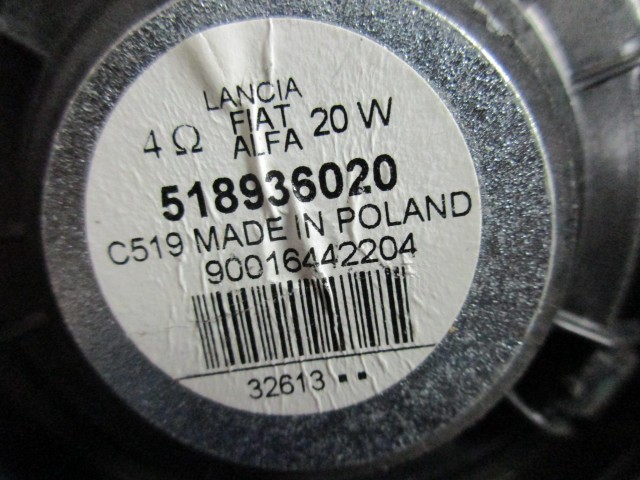 LANCIA
4 Ω FIAT 20 W
ALFA
518936020
C519 MADE IN POLAND
90016442204
32613 ▪ ▪